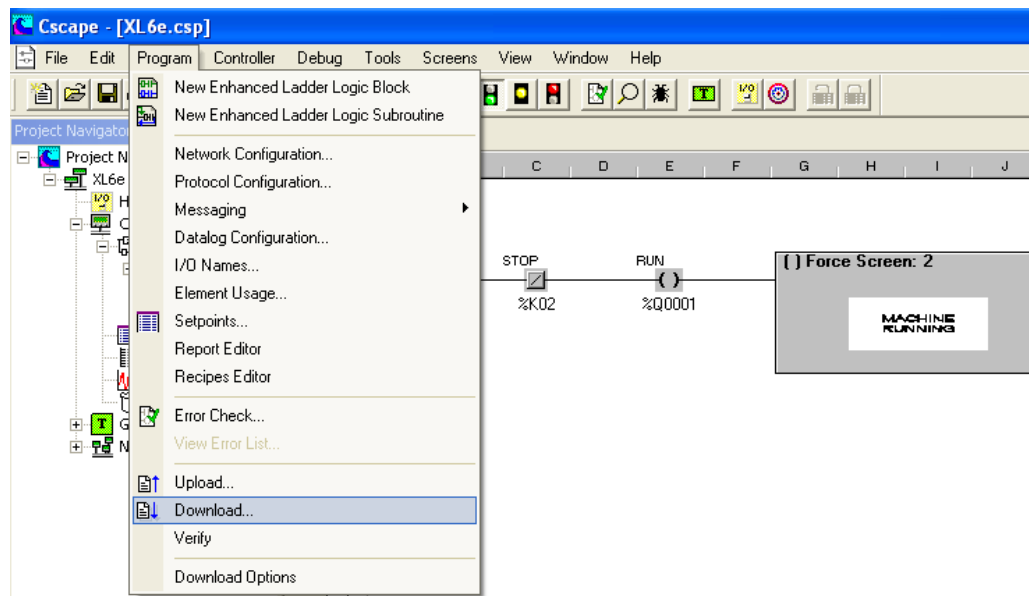 Cscape - [XL6e.csp]
File Edit Program Controller Debug Tools Screens View Window Help
Project Navigator
Project N
XL6e
H
C
G
N
New Enhanced Ladder Logic Block
New Enhanced Ladder Logic Subroutine
Network Configuration...
Protocol Configuration...
Messaging
Datalog Configuration...
I/O Names...
Element Usage...
Setpoints...
Report Editor
Recipes Editor
Error Check...
View Error List...
Upload...
Download...
Verify
Download Options
C D E F G H I J
STOP RUN
%K02 %Q0001
( ) Force Screen: 2
MACHINE
RUNNING